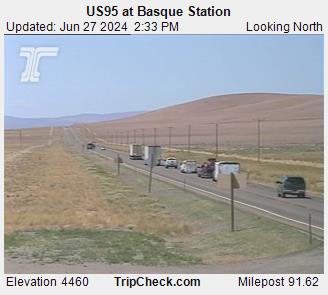 US95 at Basque Station
Updated: Jun 27 2024 2:33 PM Looking North
Elevation 4460 TripCheck.com Milepost 91.62